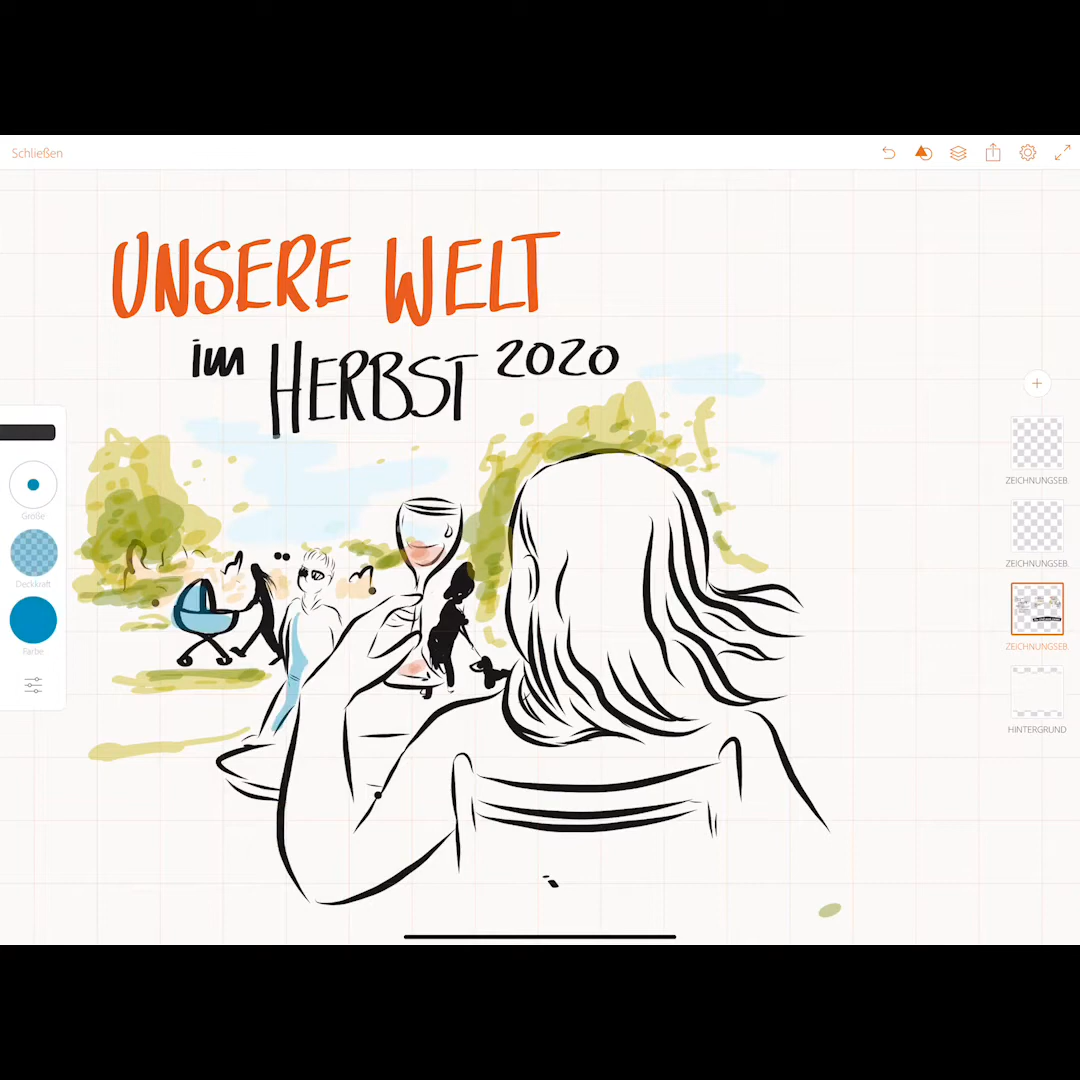 Schließen
UNSERE WELT
im HERBST 2020
Größe
Deckkraft
Farbe
ZEICHNUNGSEB.
ZEICHNUNGSEB.
ZEICHNUNGSEB.
HINTERGRUND